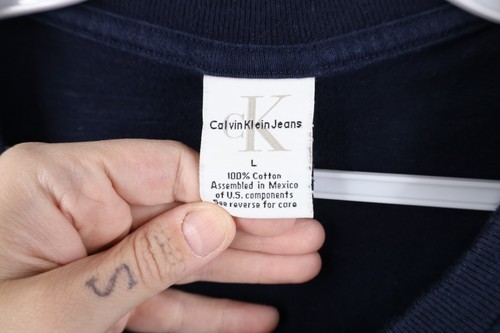 CK
Calvin Klein Jeans
L
100% Cotton
Assembled in Mexico
of U.S. components
See reverse for care
S